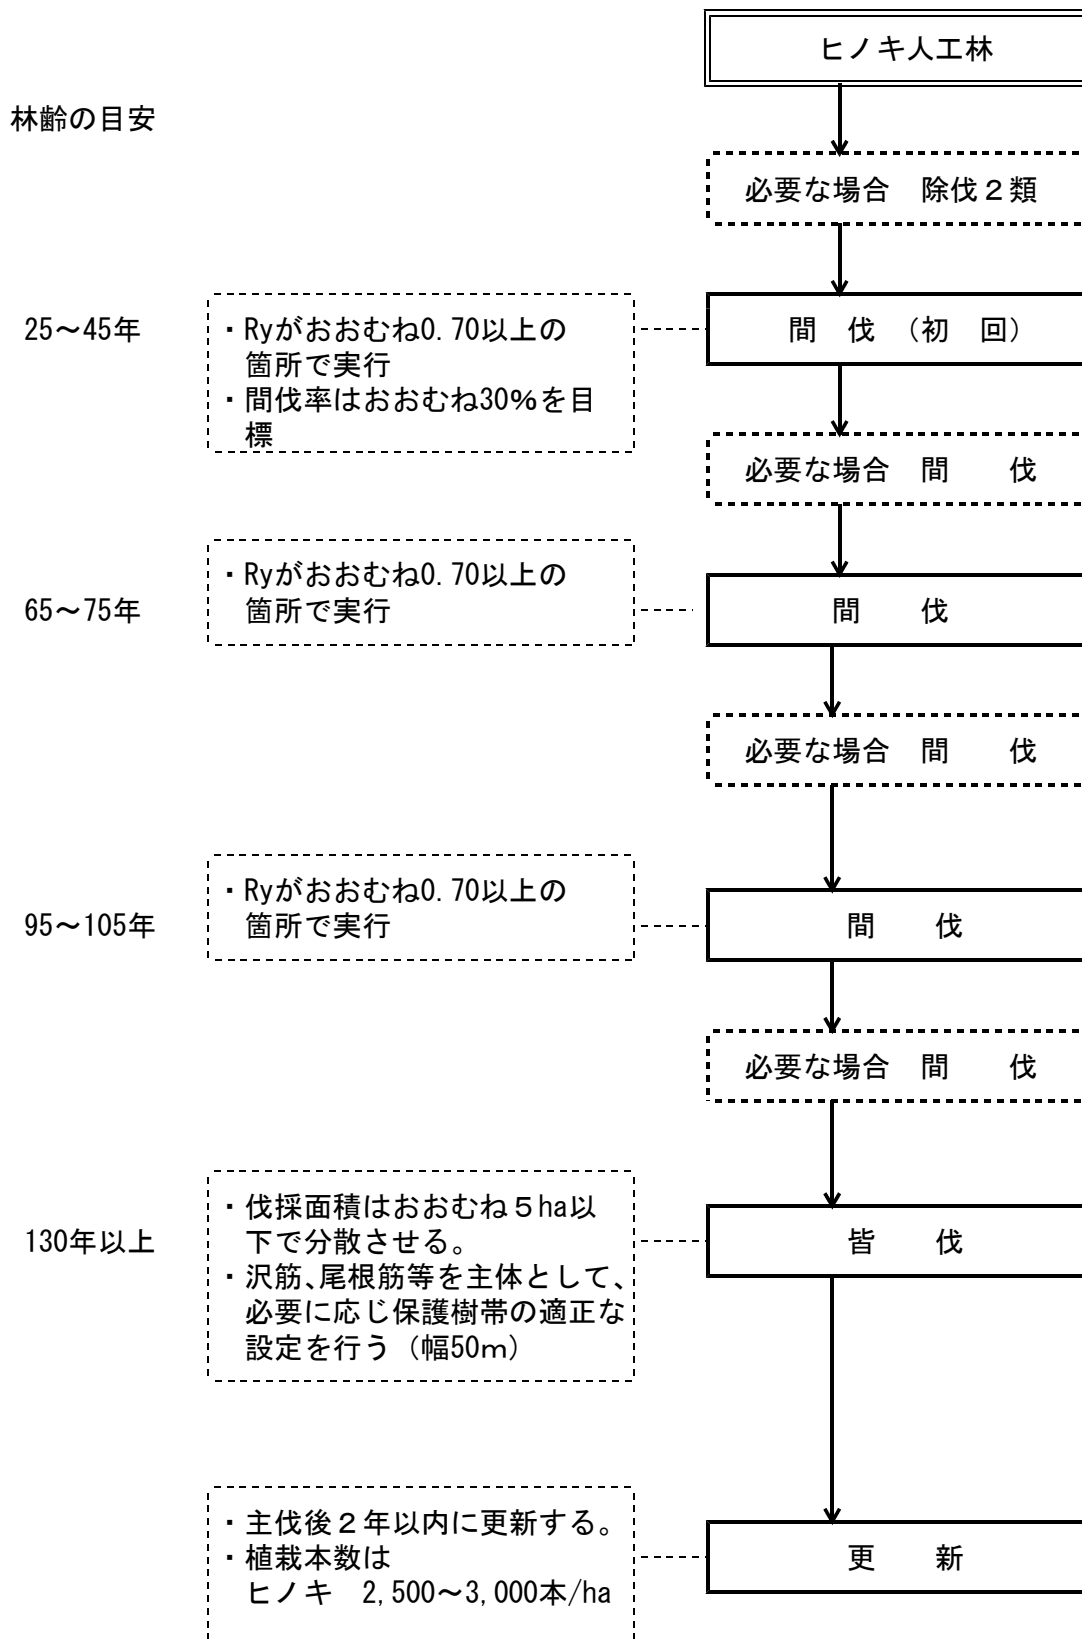 ヒノキ人工林
林齢の目安
必要な場合　除伐２類
25～45年
・Ryがおおむね0.70以上の
箇所で実行
・間伐率はおおむね30％を目
標
間　伐　（初　回）
必要な場合　間　　伐
65～75年
・Ryがおおむね0.70以上の
箇所で実行
間　　伐
必要な場合　間　　伐
95～105年
・Ryがおおむね0.70以上の
箇所で実行
間　　伐
必要な場合　間　　伐
130年以上
・伐採面積はおおむね５ha以
下で分散させる。
・沢筋、尾根筋等を主体として、
必要に応じ保護樹帯の適正な
設定を行う（幅50ｍ）
皆　　伐
・主伐後２年以内に更新する。
・植栽本数は
ヒノキ　2,500～3,000本/ha
更　　新